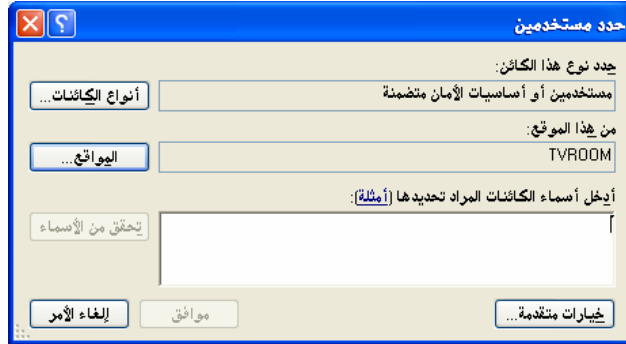 حدد مستخدمين
حدد نوع هذا الكائن:
مستخدمين أو أساسيات الأمان متضمنة
أنواع الكائنات...
من هذا الموقع:
TVROOM
المواقع...
أدخل أسماء الكائنات المراد تحديدها (أمثلة):
تحقق من الأسماء
خيارات متقدمة...
موافق
إلغاء الأمر